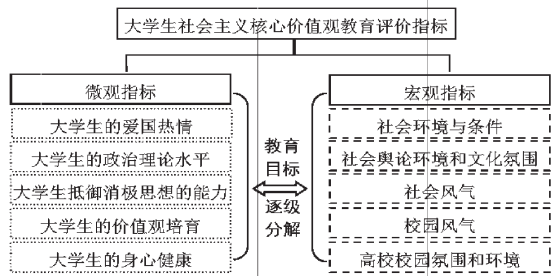 大学生社会主义核心价值观教育评价指标
微观指标
大学生的爱国热情
大学生的政治理论水平
大学生抵御消极思想的能力
大学生的价值观培育
大学生的身心健康
教育
目标
逐级
分解
宏观指标
社会环境与条件
社会舆论环境和文化氛围
社会风气
校园风气
高校校园氛围和环境